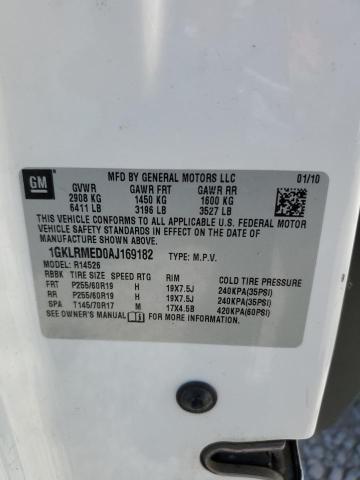 GM
MFD BY GENERAL MOTORS LLC 01/10
GVWR GAWR FRT GAWR RR
2908 KG 1450 KG 1600 KG
6411 LB 3196 LB 3527 LB
THIS VEHICLE CONFORMS TO ALL APPLICABLE U.S. FEDERAL MOTOR
VEHICLE SAFETY STANDARDS IN EFFECT ON THE DATE OF
MANUFACTURE SHOWN ABOVE.
1GKLRMED0AJ169182 TYPE: M.P.V.
MODEL: R14526
RBBK TIRE SIZE SPEED RTG RIM COLD TIRE PRESSURE
FRT P255/60R19 H 19X7.5J 240KPA(35PSI)
RR P255/60R19 H 19X7.5J 240KPA(35PSI)
SPA T145/70R17 M 17X4.5B 420KPA(60PSI)
SEE OWNER'S MANUAL FOR MORE INFORMATION